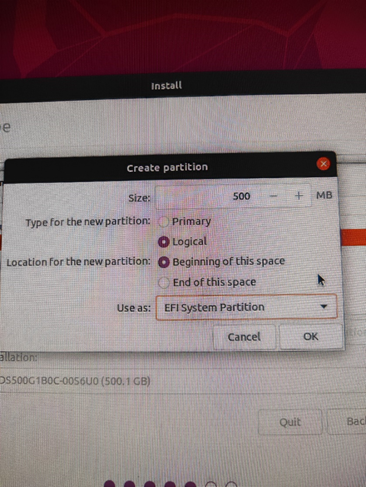 Install
Create partition
Size: 500 MB
Type for the new partition: Primary
Logical
Location for the new partition: Beginning of this space
End of this space
Use as: EFI System Partition
Cancel OK
allation:
DS500G1B0C-00S6U0 (500.1 GB)
Quit Back